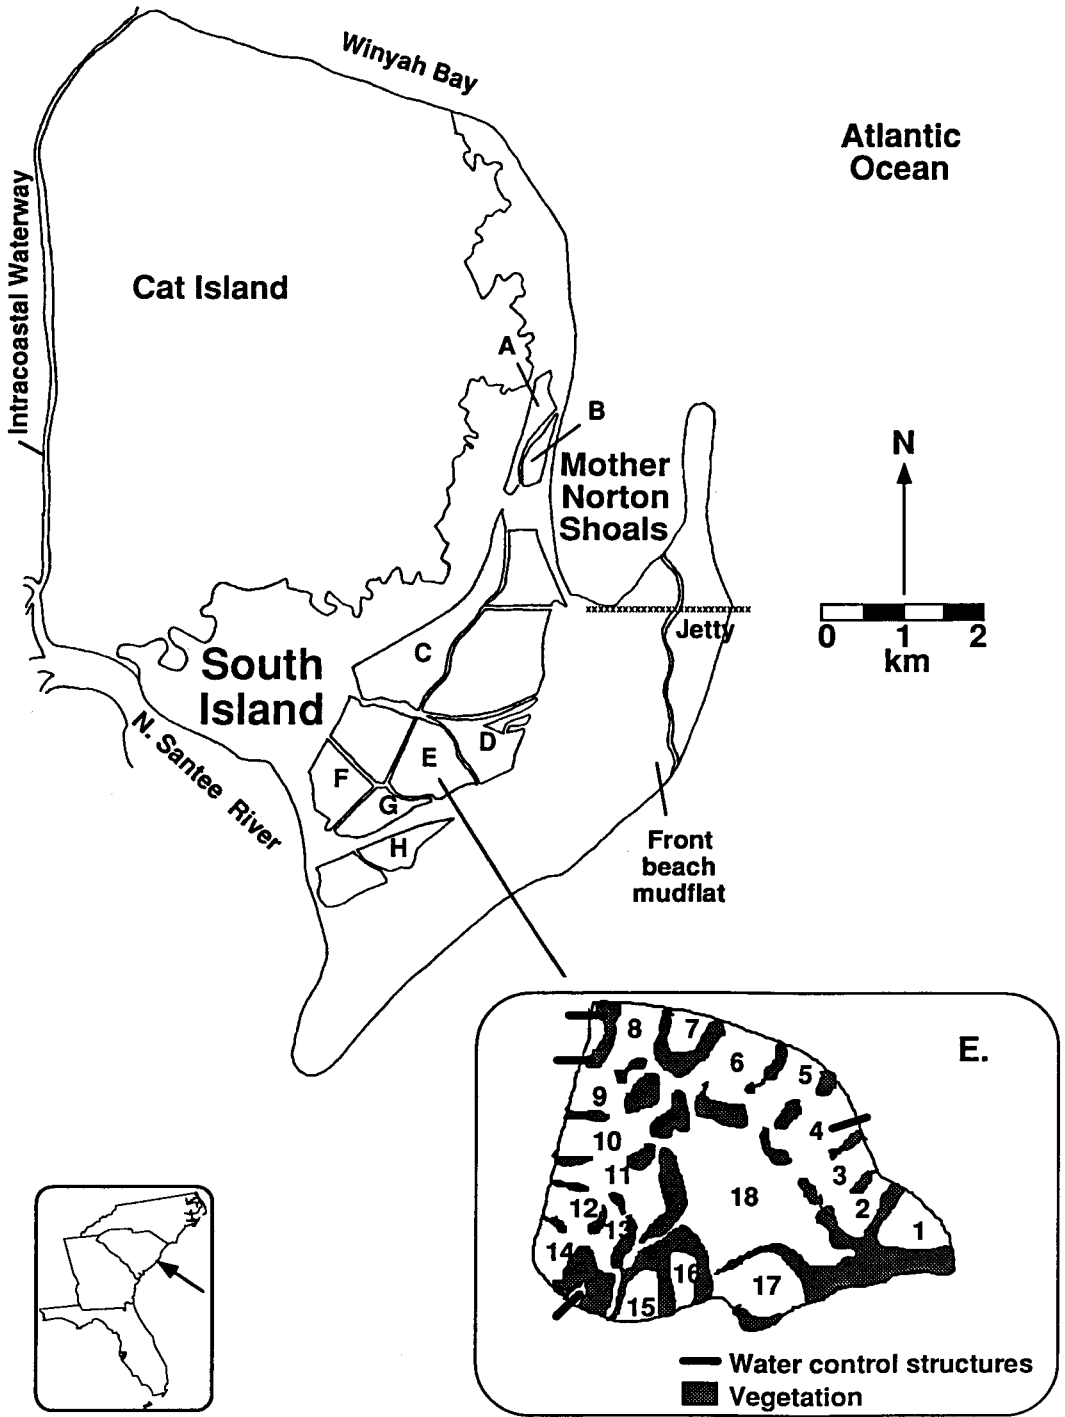 Winyah Bay
Atlantic
Ocean
Intracoastal Waterway
Cat Island
A
B
N
Mother
Norton
Shoals
Jetty
0 1 2
km
C
South
Island
D
E
N. Santee River
F
G
H
Front
beach
mudflat
E.
8
7
6
5
9
4
10
11
3
18
12
2
13
1
14
16
17
15
Water control structures
Vegetation